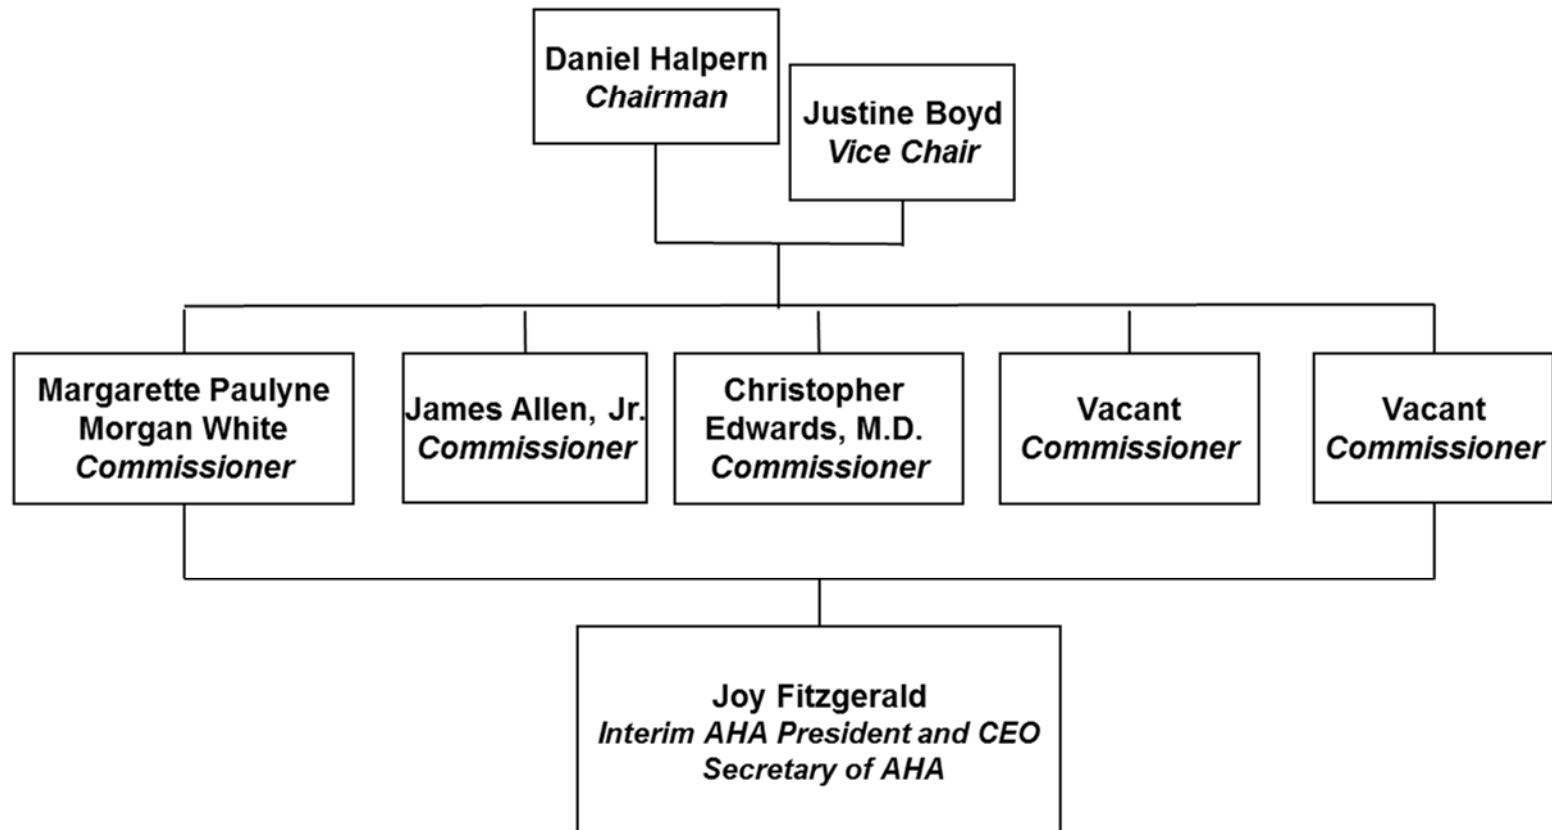 Daniel Halpern
Chairman
Justine Boyd
Vice Chair
Margarette Paulyne
Morgan White
Commissioner
James Allen, Jr.
Commissioner
Christopher
Edwards, M.D.
Commissioner
Vacant
Commissioner
Vacant
Commissioner
Joy Fitzgerald
Interim AHA President and CEO
Secretary of AHA